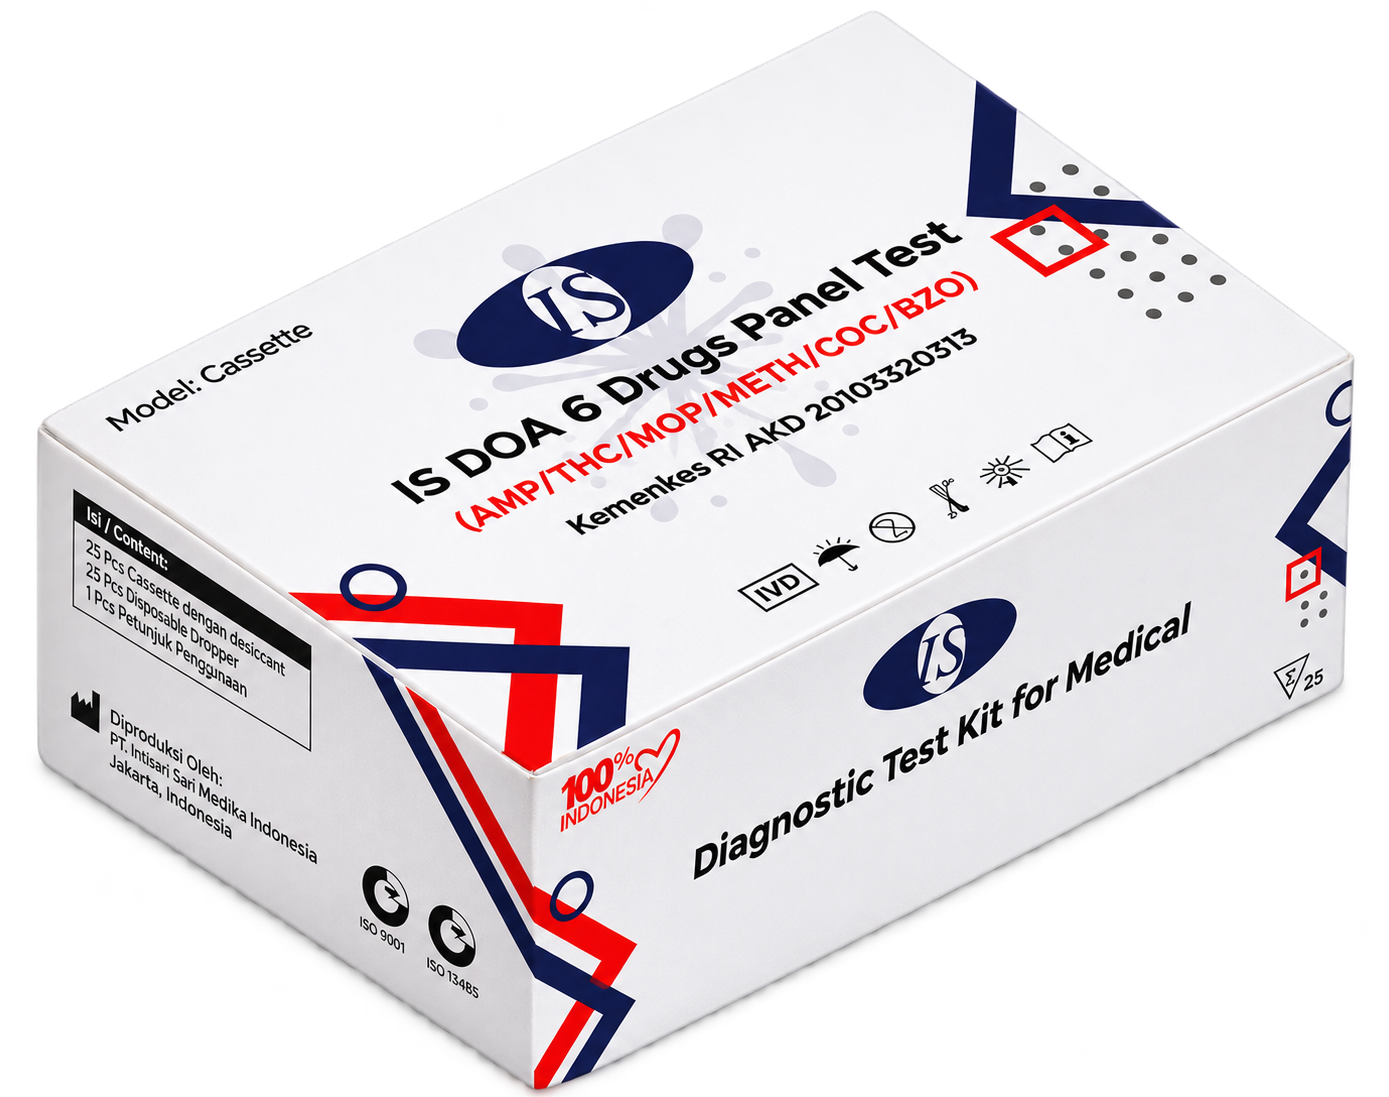 Model: Cassette
IS
IS DOA 6 Drugs Panel Test
(AMP/THC/MOP/METH/COC/BZO)
Kemenkes RI AKD 20103320313
IVD
2
i
Isi / Content:
25 Pcs Cassette dengan desiccant
25 Pcs Disposable Dropper
1 Pcs Petunjuk Penggunaan
Diproduksi Oleh:
PT. Intisari Sari Medika Indonesia
Jakarta, Indonesia
ISO 9001
ISO 13485
100%
INDONESIA
IS
Diagnostic Test Kit for Medical
Σ 25